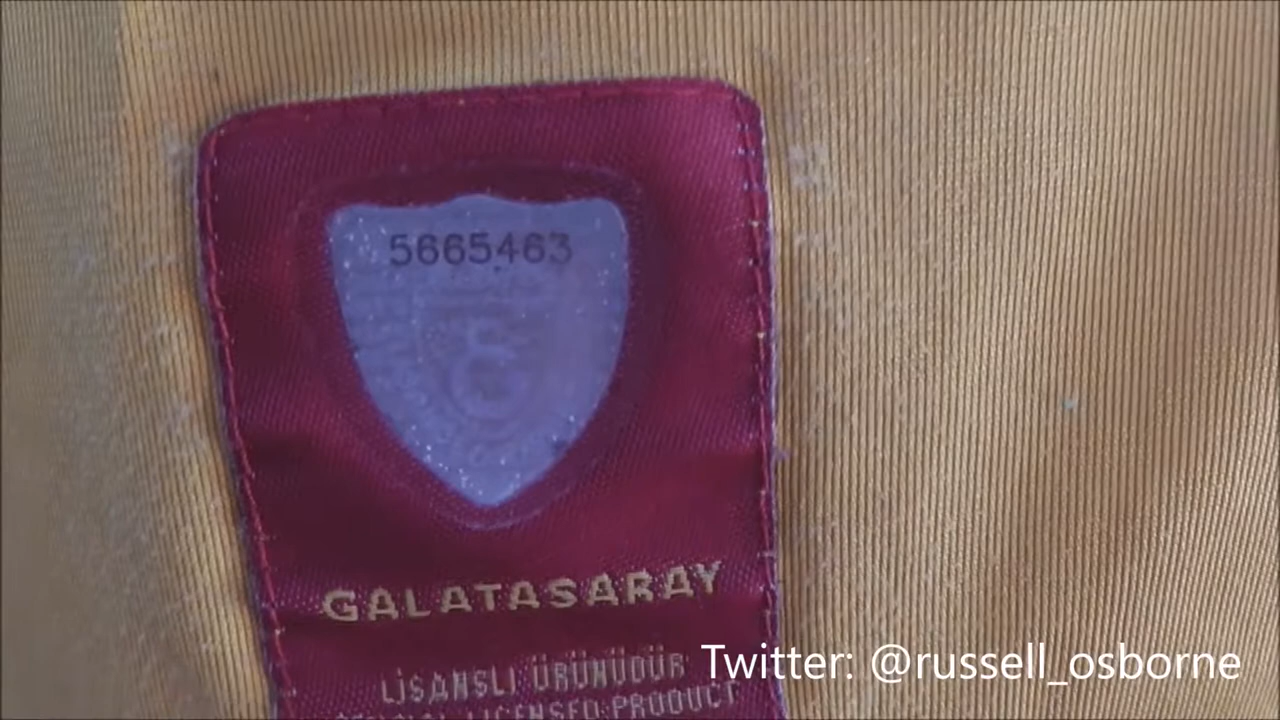 5665463
GALATASARAY
LİSANSLI ÜRÜNÜDÜR
LICENSED PRODUCT
Twitter: @russell_osborne